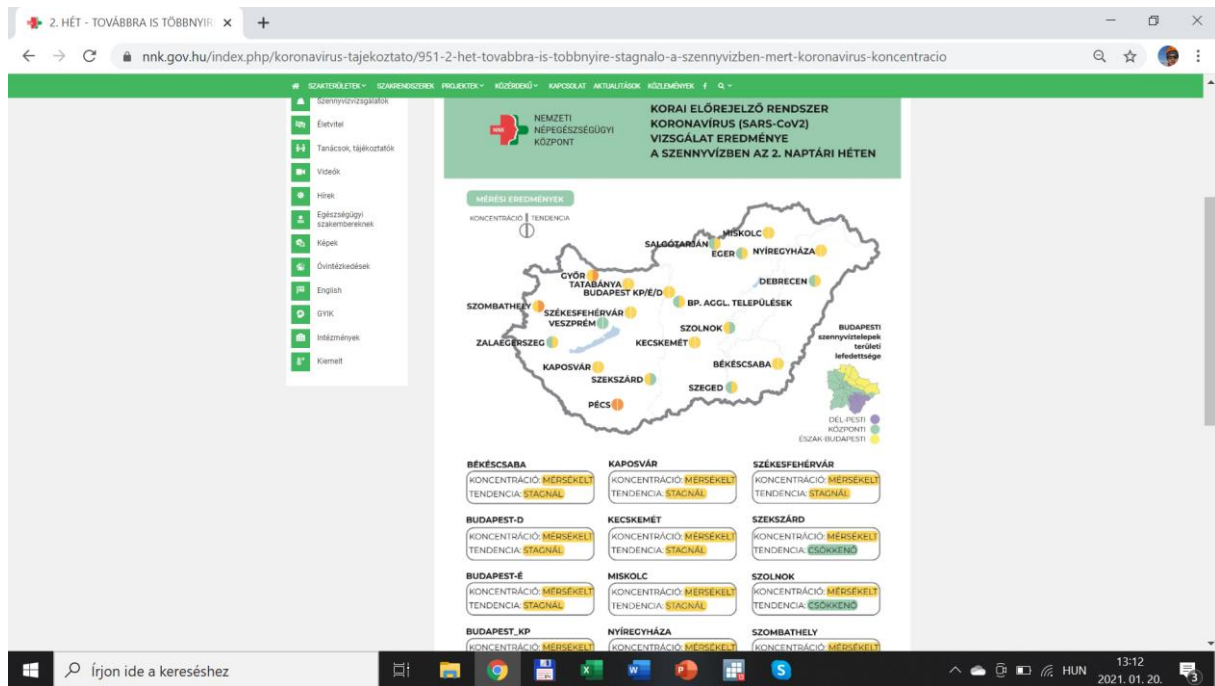 2. HÉT - TOVÁBBRA IS TÖBBNYIR
nnk.gov.hu/index.php/koronavirus-tajekoztato/951-2-het-tovabbra-is-tobbnyire-stagnalo-a-szennyvizben-mert-koronavirus-koncentracio
SZAKTERÜLETEK SZAKRENDSZEREK PROJEKTEK KÖZÉRDEKŰ KAPCSOLAT AKTUALITÁSOK KÖZLEMÉNYEK
Szennyvízvizsgálatok
Életvitel
Tanácsok, tájékoztatók
Videók
Hírek
Egészségügyi
szakembereknek
Képek
Óvintézkedések
English
GYIK
Intézmények
Kiemelt
NEMZETI
NÉPEGÉSZSÉGÜGYI
KÖZPONT
KORAI ELŐREJELZŐ RENDSZER
KORONAVÍRUS (SARS-CoV2)
VIZSGÁLAT EREDMÉNYE
A SZENNYVÍZBEN AZ 2. NAPTÁRI HÉTEN
MÉRÉSI EREDMÉNYEK
KONCENTRÁCIÓ TENDENCIA
MISKOLC
SALGÓTARJÁN
EGER
NYÍREGYHÁZA
GYŐR
TATABÁNYA
BUDAPEST KP/É/D
DEBRECEN
BP. AGGL. TELEPÜLÉSEK
SZOMBATHELY
SZÉKESFEHÉRVÁR
VESZPRÉM
SZOLNOK
ZALAEGERSZEG
KECSKEMÉT
KAPOSVÁR
BÉKÉSCSABA
SZEKSZÁRD
SZEGED
PÉCS
BUDAPESTI
szennyvíztelepek
területi
lefedettsége
DÉL-PESTI
KÖZPONTI
ÉSZAK-BUDAPESTI
BÉKÉSCSABA
KONCENTRÁCIÓ: MÉRSÉKELT
TENDENCIA: STAGNÁL
KAPOSVÁR
KONCENTRÁCIÓ: MÉRSÉKELT
TENDENCIA: STAGNÁL
SZÉKESFEHÉRVÁR
KONCENTRÁCIÓ: MÉRSÉKELT
TENDENCIA: STAGNÁL
BUDAPEST-D
KONCENTRÁCIÓ: MÉRSÉKELT
TENDENCIA: STAGNÁL
KECSKEMÉT
KONCENTRÁCIÓ: MÉRSÉKELT
TENDENCIA: STAGNÁL
SZEKSZÁRD
KONCENTRÁCIÓ: MÉRSÉKELT
TENDENCIA: CSÖKKENŐ
BUDAPEST-É
KONCENTRÁCIÓ: MÉRSÉKELT
TENDENCIA: STAGNÁL
MISKOLC
KONCENTRÁCIÓ: MÉRSÉKELT
TENDENCIA: STAGNÁL
SZOLNOK
KONCENTRÁCIÓ: MÉRSÉKELT
TENDENCIA: CSÖKKENŐ
BUDAPEST_KP
KONCENTRÁCIÓ: MÉRSÉKELT
NYÍREGYHÁZA
KONCENTRÁCIÓ: MÉRSÉKELT
SZOMBATHELY
KONCENTRÁCIÓ: MÉRSÉKELT
Írjon ide a kereséshez
HUN
13:12
2021. 01. 20.
3